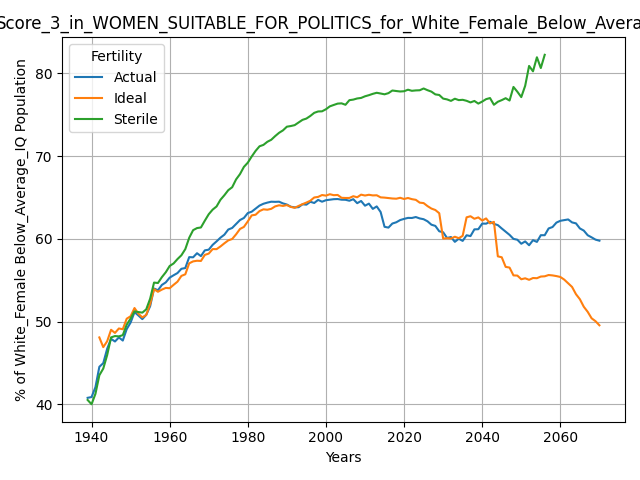 Score_3_in_WOMEN_SUITABLE_FOR_POLITICS_for_White_Female_Below_Avera
% of White_Female Below_Average_IQ Population
Fertility
Actual
Ideal
Sterile
80
70
60
50
40
1940 1960 1980 2000 2020 2040 2060
Years